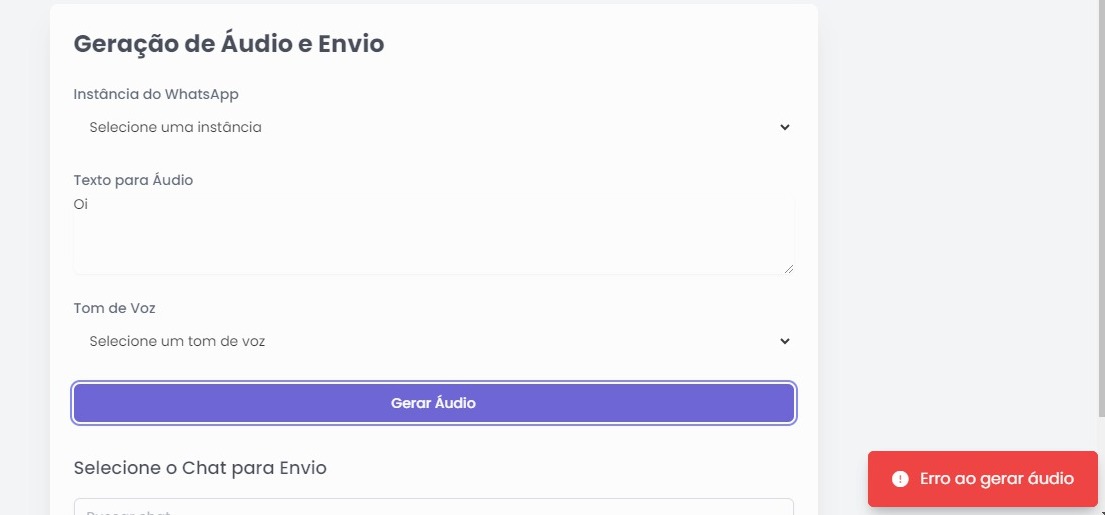 Geração de Áudio e Envio
Instância do WhatsApp
Selecione uma instância
Texto para Áudio
Oi
Tom de Voz
Selecione um tom de voz
Gerar Áudio
Selecione o Chat para Envio
Erro ao gerar áudio